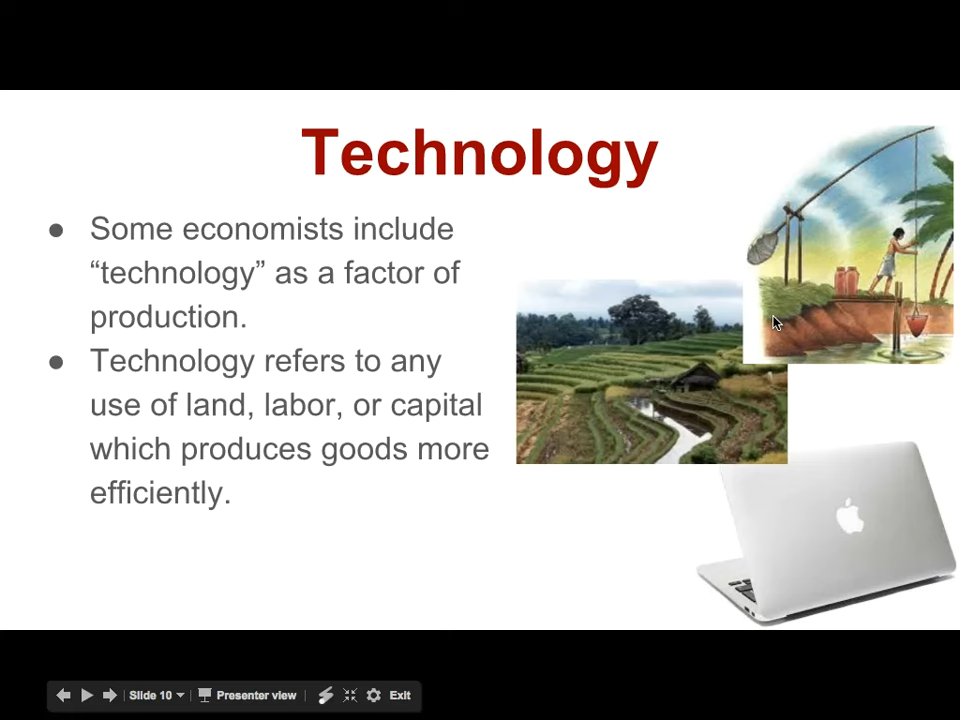 Technology
● Some economists include
“technology” as a factor of
production.
● Technology refers to any
use of land, labor, or capital
which produces goods more
efficiently.
Slide 10
Presenter view
Exit